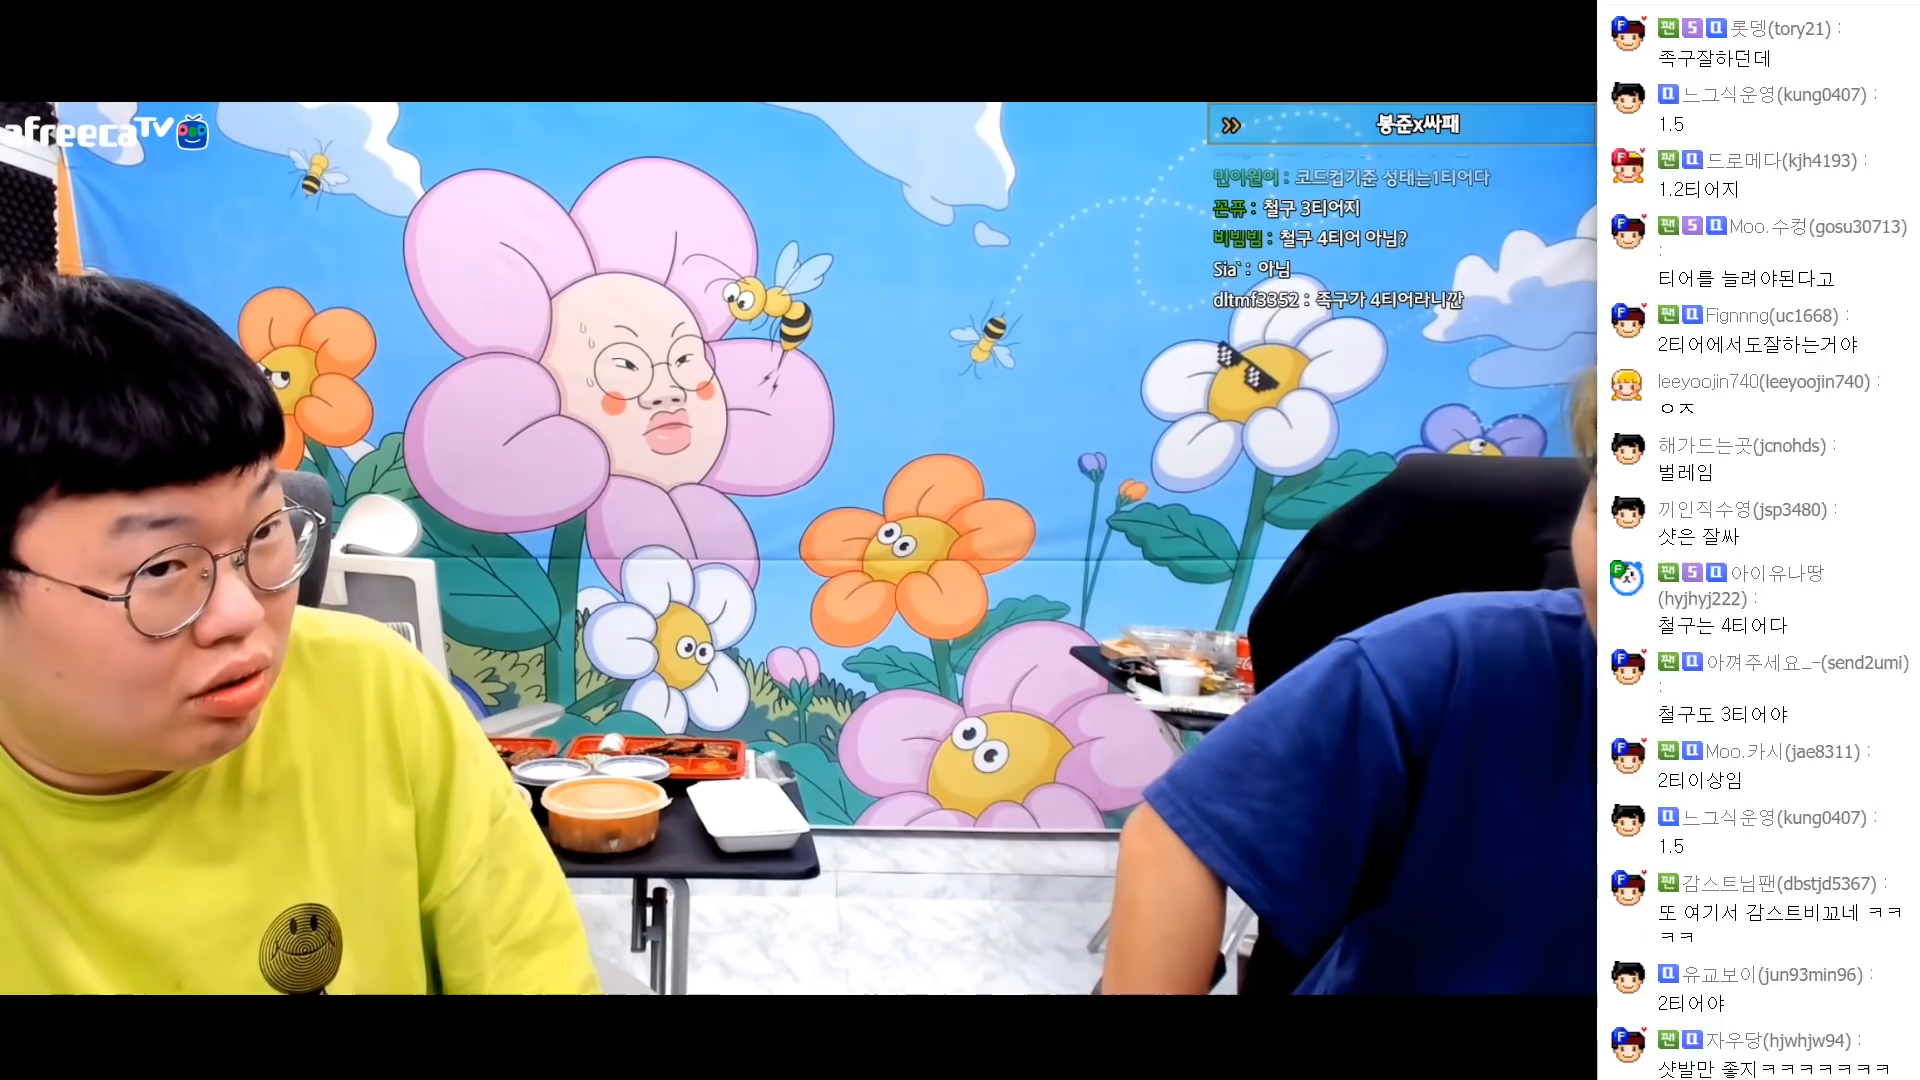 afreecaTV
봉준x싸패
민이월이 : 코드컵기준 성태는1티어다
꼰퓨 : 철구 3티어지
비빔빔 : 철구 4티어 아님?
Sia` : 아님
dltmf3352 : 족구가 4티어라니깐
팬 S 롯뎅(tory21) :
족구잘하던데
느그식운영(kung0407) :
1.5
팬 드로메다(kjh4193) :
1.2티어지
팬 S Moo.수컹(gosu30713)
:
티어를 늘려야된다고
팬 Fignnng(uc1668) :
2티어에서도잘하는거야
leeyoojin740(leeyoojin740) :
ㅇㅈ
해가드는곳(jcnohds) :
벌레임
끼인직수영(jsp3480) :
샷은 잘싸
팬 S 아이유나땅
(hyjhyj222) :
철구는 4티어다
팬 아껴주세요_-(send2umi)
:
철구도 3티어야
팬 Moo.카시(jae8311) :
2티이상임
느그식운영(kung0407) :
1.5
팬 감스트님팬(dbstjd5367) :
또 여기서 감스트비꼬네 ㅋㅋ
ㅋㅋ
유교보이(jun93min96) :
2티어야
팬 자우당(hjwhjw94) :
샷발만 좋지ㅋㅋㅋㅋㅋㅋㅋ